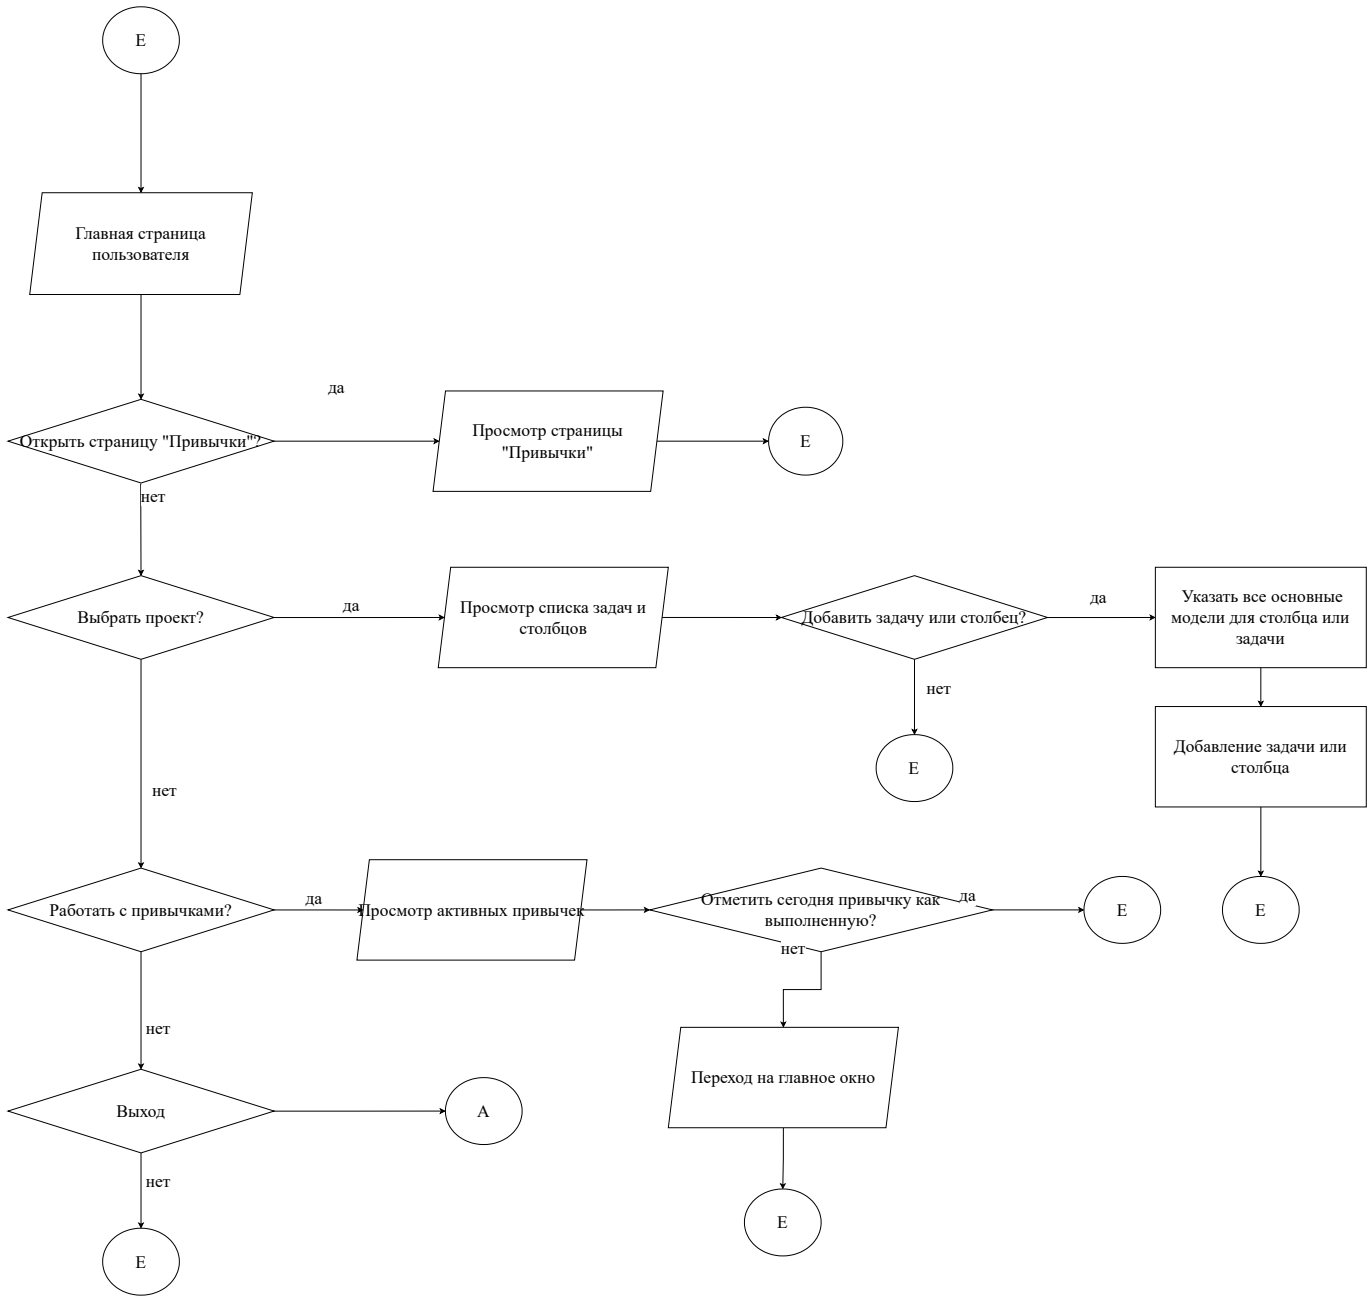 E
Главная страница
пользователя
да
Открыть страницу "Привычки"?
Просмотр страницы
"Привычки"
E
нет
Выбрать проект?
да
Просмотр списка задач и
столбцов
Добавить задачу или столбец?
да
Указать все основные
модели для столбца или
задачи
нет
E
Добавление задачи или
столбца
E
нет
Работать с привычками?
да
Просмотр активных привычек
Отметить сегодня привычку как
выполненную?
да
E
нет
Переход на главное окно
E
нет
Выход
A
нет
E